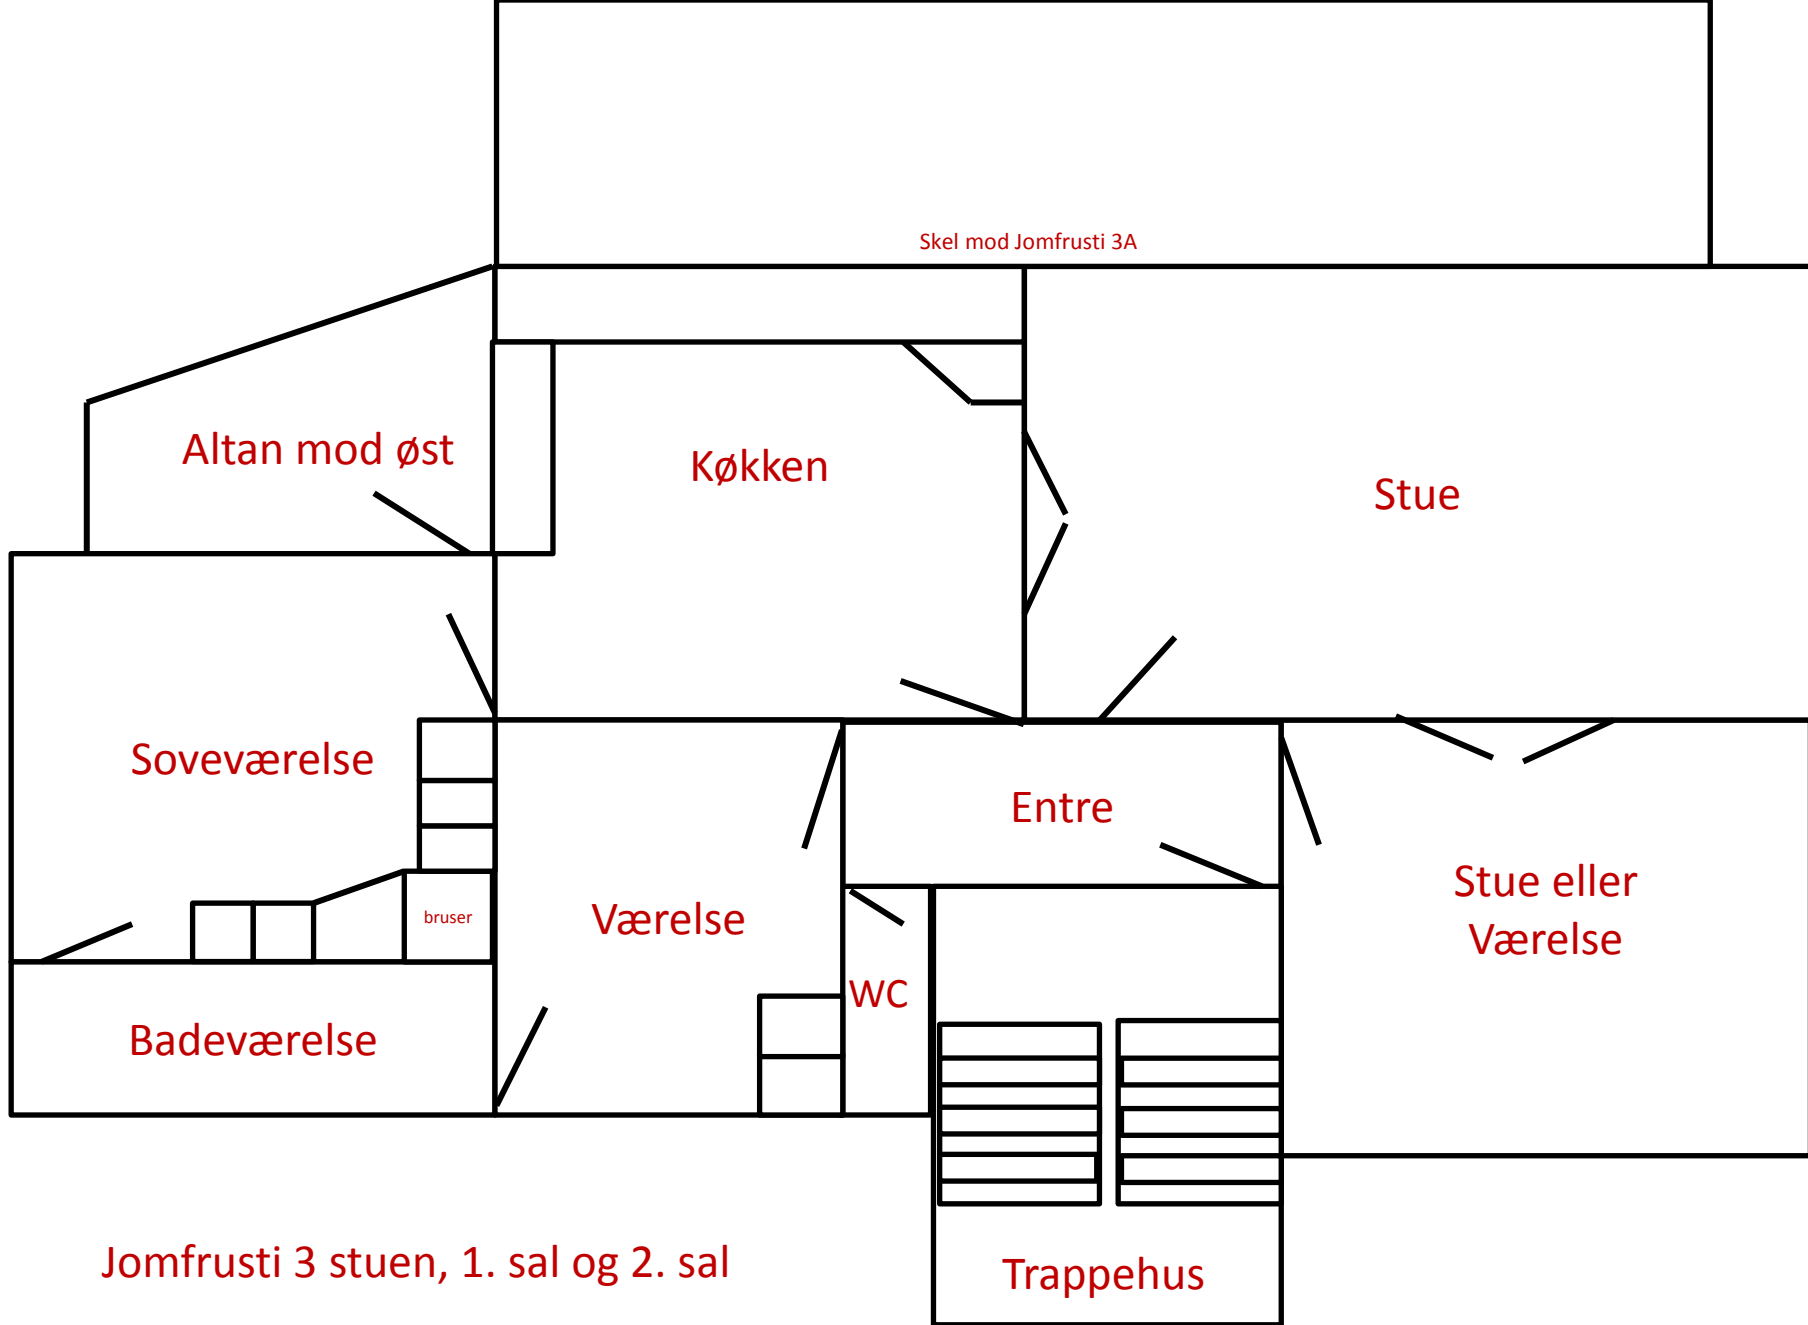 Skel mod Jomfrusti 3A
Altan mod øst
Køkken
Stue
Soveværelse
Entre
Stue eller
Værelse
bruser
Værelse
WC
Badeværelse
Jomfrusti 3 stuen, 1. sal og 2. sal
Trappehus